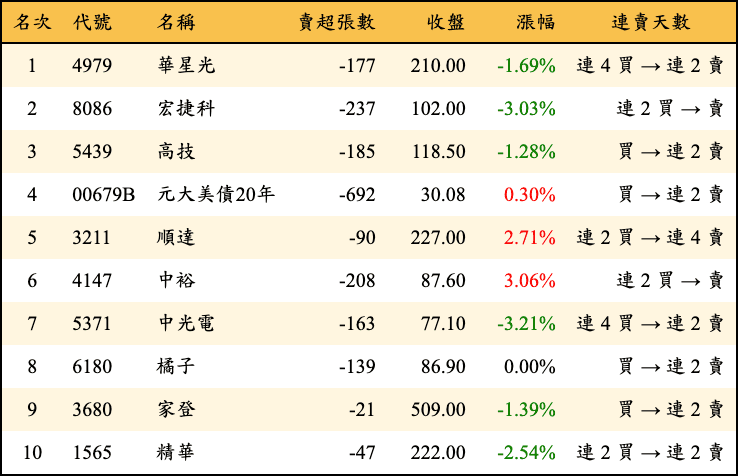 名次 代號 名稱 賣超張數 收盤 漲幅 連賣天數
1 4979 華星光 -177 210.00 -1.69% 連 4 買 → 連 2 賣
2 8086 宏捷科 -237 102.00 -3.03% 連 2 買 → 賣
3 5439 高技 -185 118.50 -1.28% 買 → 連 2 賣
4 00679B 元大美債20年 -692 30.08 0.30% 買 → 連 2 賣
5 3211 順達 -90 227.00 2.71% 連 2 買 → 連 4 賣
6 4147 中裕 -208 87.60 3.06% 連 2 買 → 賣
7 5371 中光電 -163 77.10 -3.21% 連 4 買 → 連 2 賣
8 6180 橘子 -139 86.90 0.00% 買 → 連 2 賣
9 3680 家登 -21 509.00 -1.39% 買 → 連 2 賣
10 1565 精華 -47 222.00 -2.54% 連 2 買 → 連 2 賣